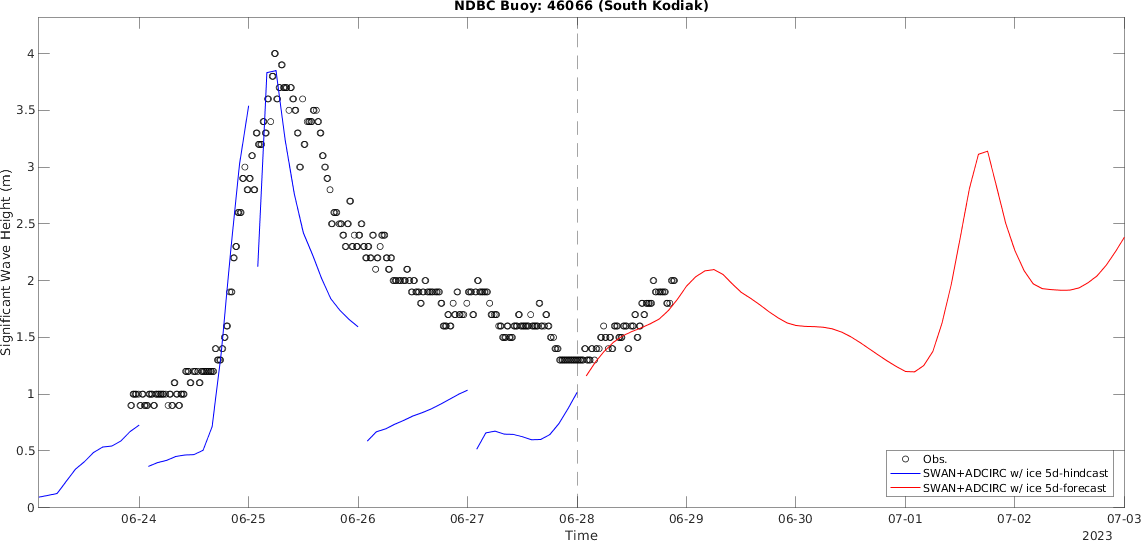 NDBC Buoy: 46066 (South Kodiak)
Significant Wave Height (m)
4
3.5
3
2.5
2
1.5
1
0.5
0
Obs.
SWAN+ADCIRC w/ ice 5d-hindcast
SWAN+ADCIRC w/ ice 5d-forecast
06-24 06-25 06-26 06-27 06-28 06-29 06-30 07-01 07-02 07-03
Time
2023